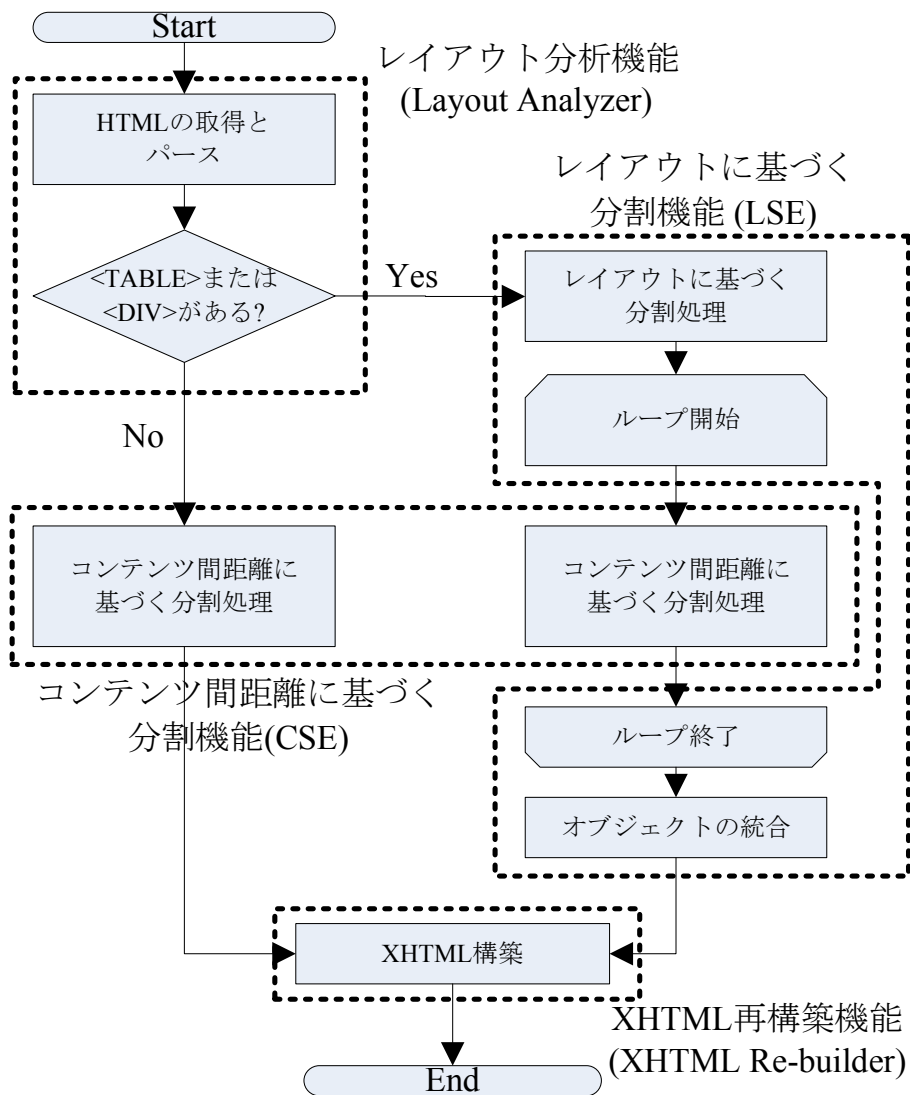 Start
レイアウト分析機能
(Layout Analyzer)
HTMLの取得と
パース
<TABLE>または
<DIV>がある?
Yes
No
レイアウトに基づく
分割機能 (LSE)
レイアウトに基づく
分割処理
ループ開始
コンテンツ間距離に
基づく分割処理
コンテンツ間距離に
基づく分割処理
コンテンツ間距離に基づく
分割機能(CSE)
ループ終了
オブジェクトの統合
XHTML構築
XHTML再構築機能
(XHTML Re-builder)
End